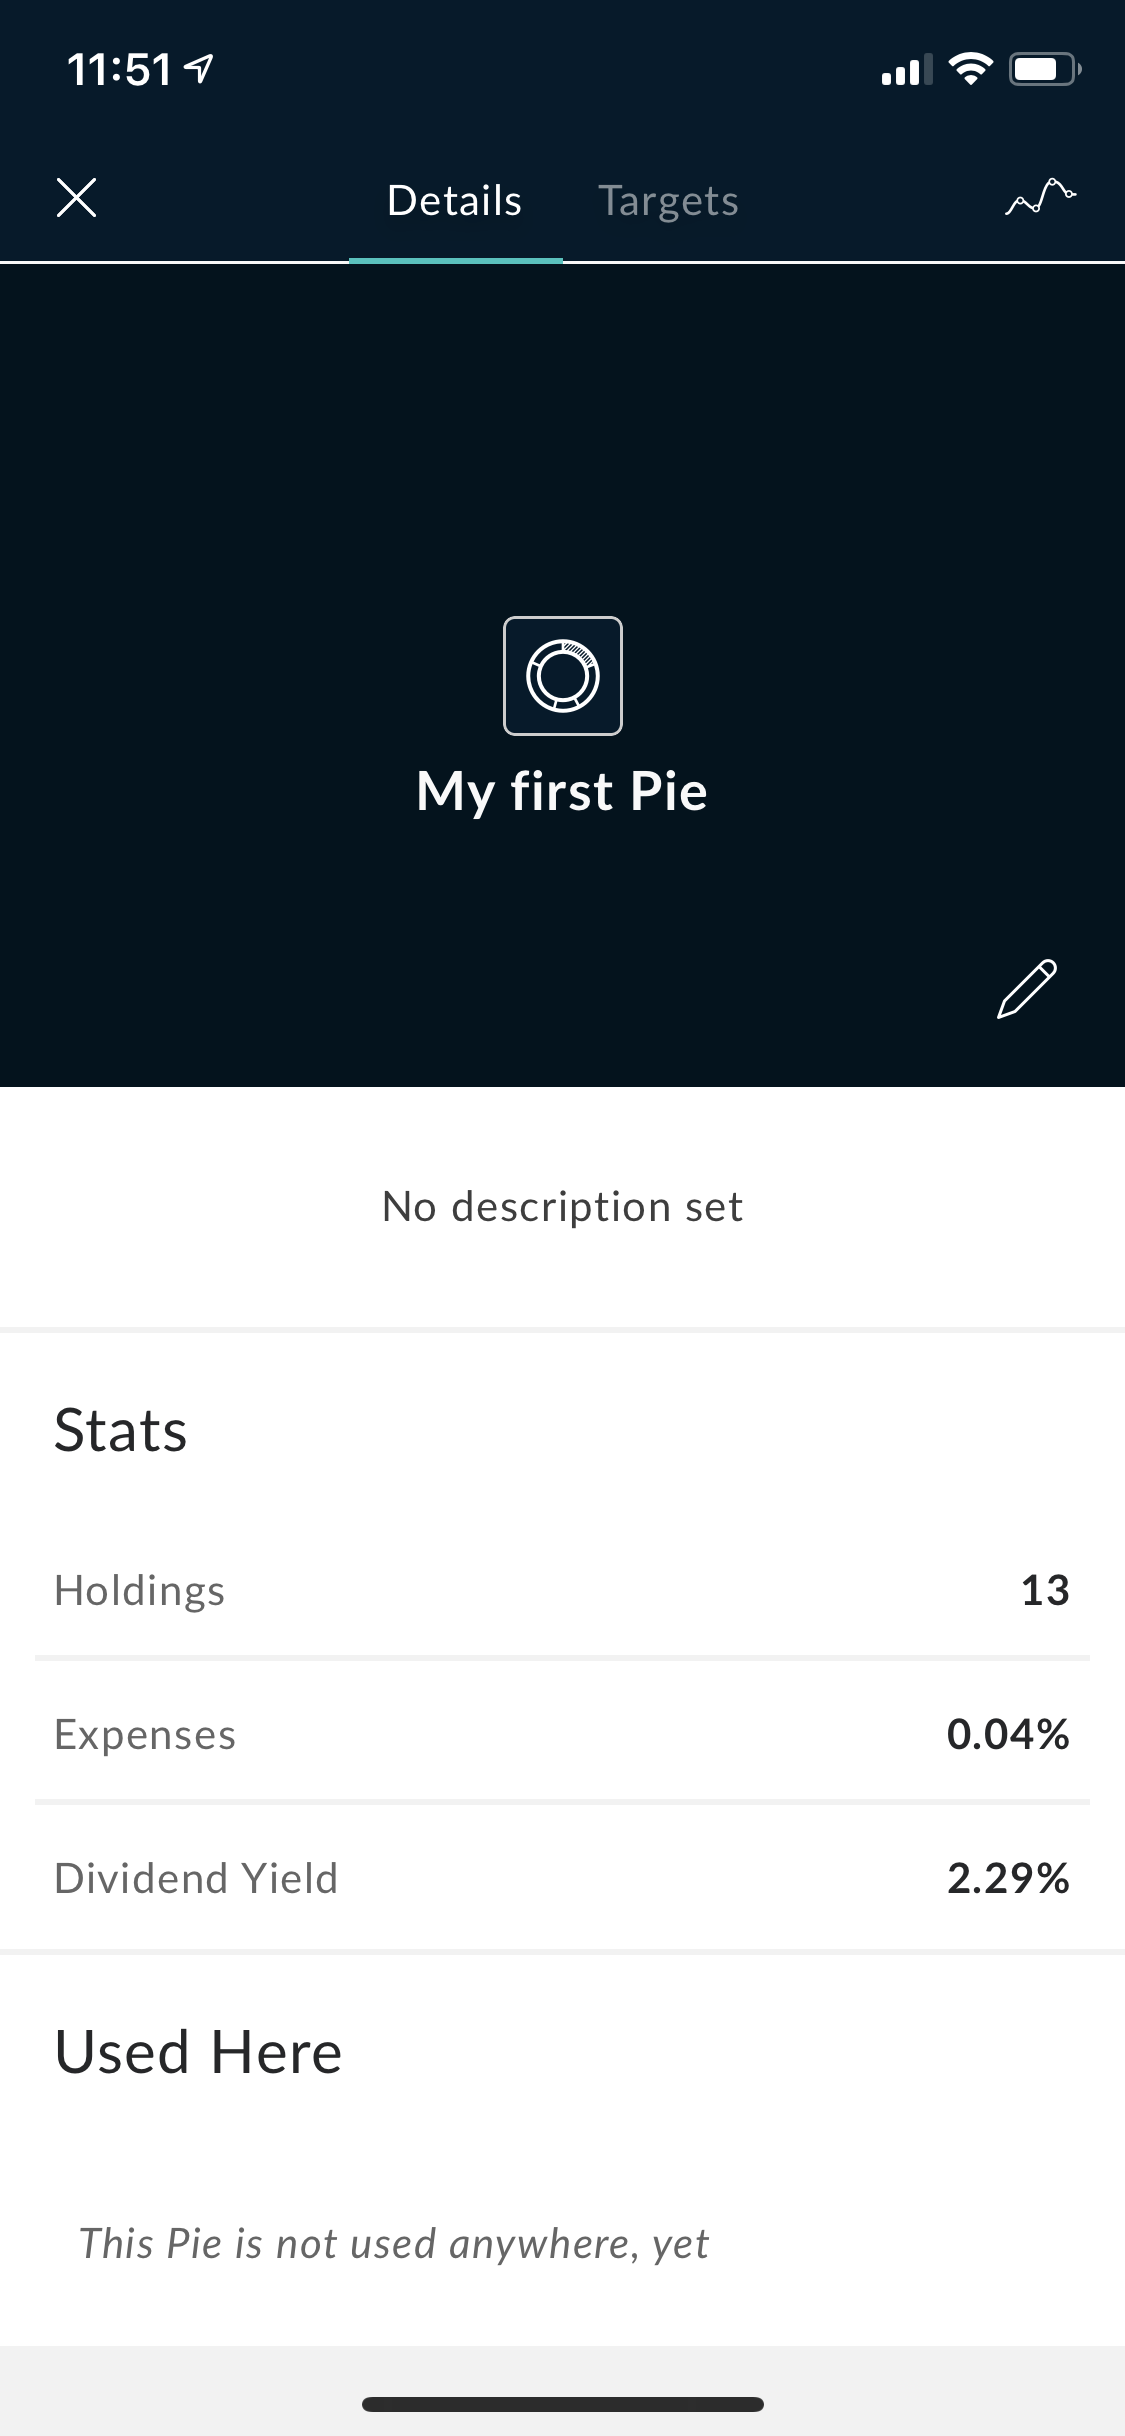 11:51
Details Targets
My first Pie
No description set
Stats
Holdings 13
Expenses 0.04%
Dividend Yield 2.29%
Used Here
This Pie is not used anywhere, yet